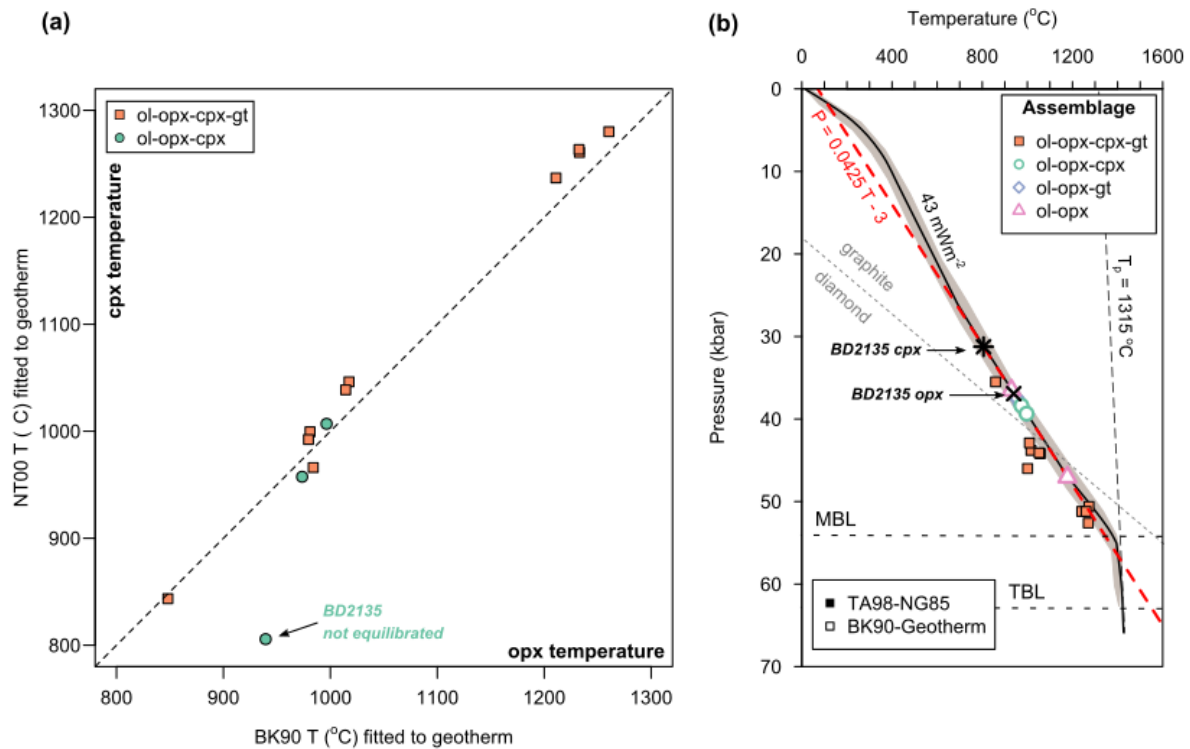 (a)
1300
1200
1100
1000
900
800
NT00 T ( C) fitted to geotherm
cpx temperature
ol-opx-cpx-gt
ol-opx-cpx
BD2135
not equilibrated
opx temperature
800
900
1000
1100
1200
1300
BK90 T (°C) fitted to geotherm
(b)
Temperature (°C)
0
400
800
1200
1600
0
10
20
30
40
50
60
70
Pressure (kbar)
Assemblage
ol-opx-cpx-gt
ol-opx-cpx
ol-opx-gt
ol-opx
P = 0.0425 T - 3
43 mWm-2
graphite
diamond
Tp = 1315 °C
BD2135 cpx
BD2135 opx
MBL
TBL
TA98-NG85
BK90-Geotherm